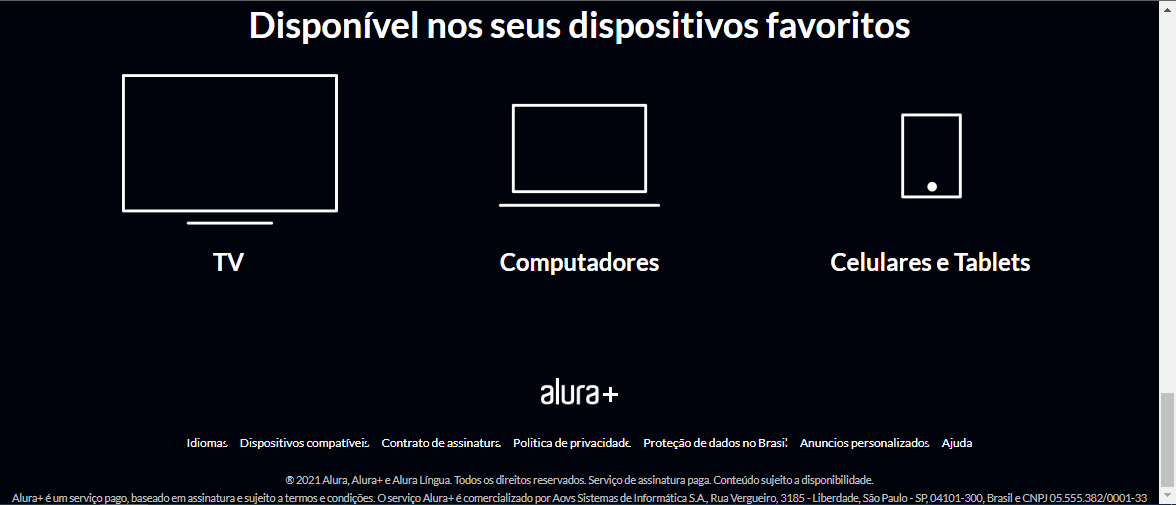 Disponível nos seus dispositivos favoritos
TV Computadores Celulares e Tablets
alura+
Idiomas Dispositivos compatíveis Contrato de assinatura Politica de privacidade Proteção de dados no Brasil Anuncios personalizados Ajuda
® 2021 Alura, Alura+ e Alura Língua. Todos os direitos reservados. Serviço de assinatura paga. Conteúdo sujeito a disponibilidade.
Alura+ é um serviço pago, baseado em assinatura e sujeito a termos e condições. O serviço Alura+ é comercializado por Aovs Sistemas de Informática S.A., Rua Vergueiro, 3185 - Liberdade, São Paulo - SP, 04101-300, Brasil e CNPJ 05.555.382/0001-33